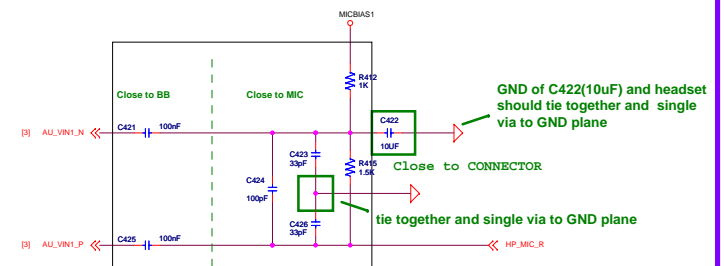 MICBIAS1
R412
1K
Close to BB
Close to MIC
GND of C422(10uF) and headset
should tie together and single
via to GND plane
[3] AU_VIN1_N
C421
100nF
C422
10UF
C423
33pF
R415
1.5K
Close to CONNECTOR
C424
100pF
C426
33pF
tie together and single via to GND plane
[3] AU_VIN1_P
C425
100nF
HP_MIC_R